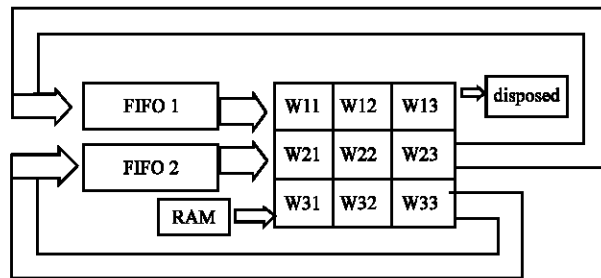 FIFO 1
W11 W12 W13
disposed
FIFO 2
W21 W22 W23
RAM
W31 W32 W33